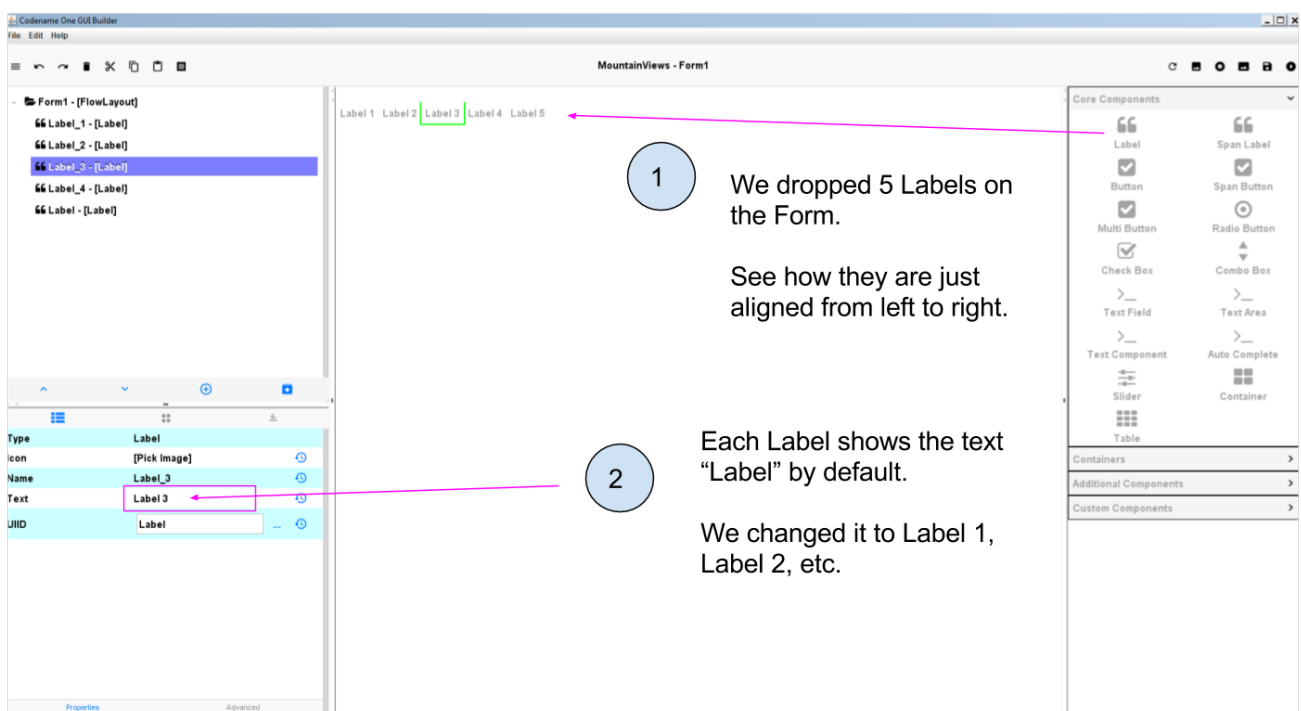 Codename One GUI Builder
File Edit Help
MountainViews - Form1
Form1 - [FlowLayout]
Label_1 - [Label]
Label_2 - [Label]
Label_3 - [Label]
Label_4 - [Label]
Label - [Label]
Label 1 Label 2 Label 3 Label 4 Label 5
1
We dropped 5 Labels on
the Form.
See how they are just
aligned from left to right.
2
Each Label shows the text
“Label” by default.
We changed it to Label 1,
Label 2, etc.
Type Label
Icon [Pick Image]
Name Label_3
Text Label 3
UIID Label ...
Properties Advanced
Core Components
Label Span Label
Button Span Button
Multi Button Radio Button
Check Box Combo Box
Text Field Text Area
Text Component Auto Complete
Slider Container
Table
Containers
Additional Components
Custom Components